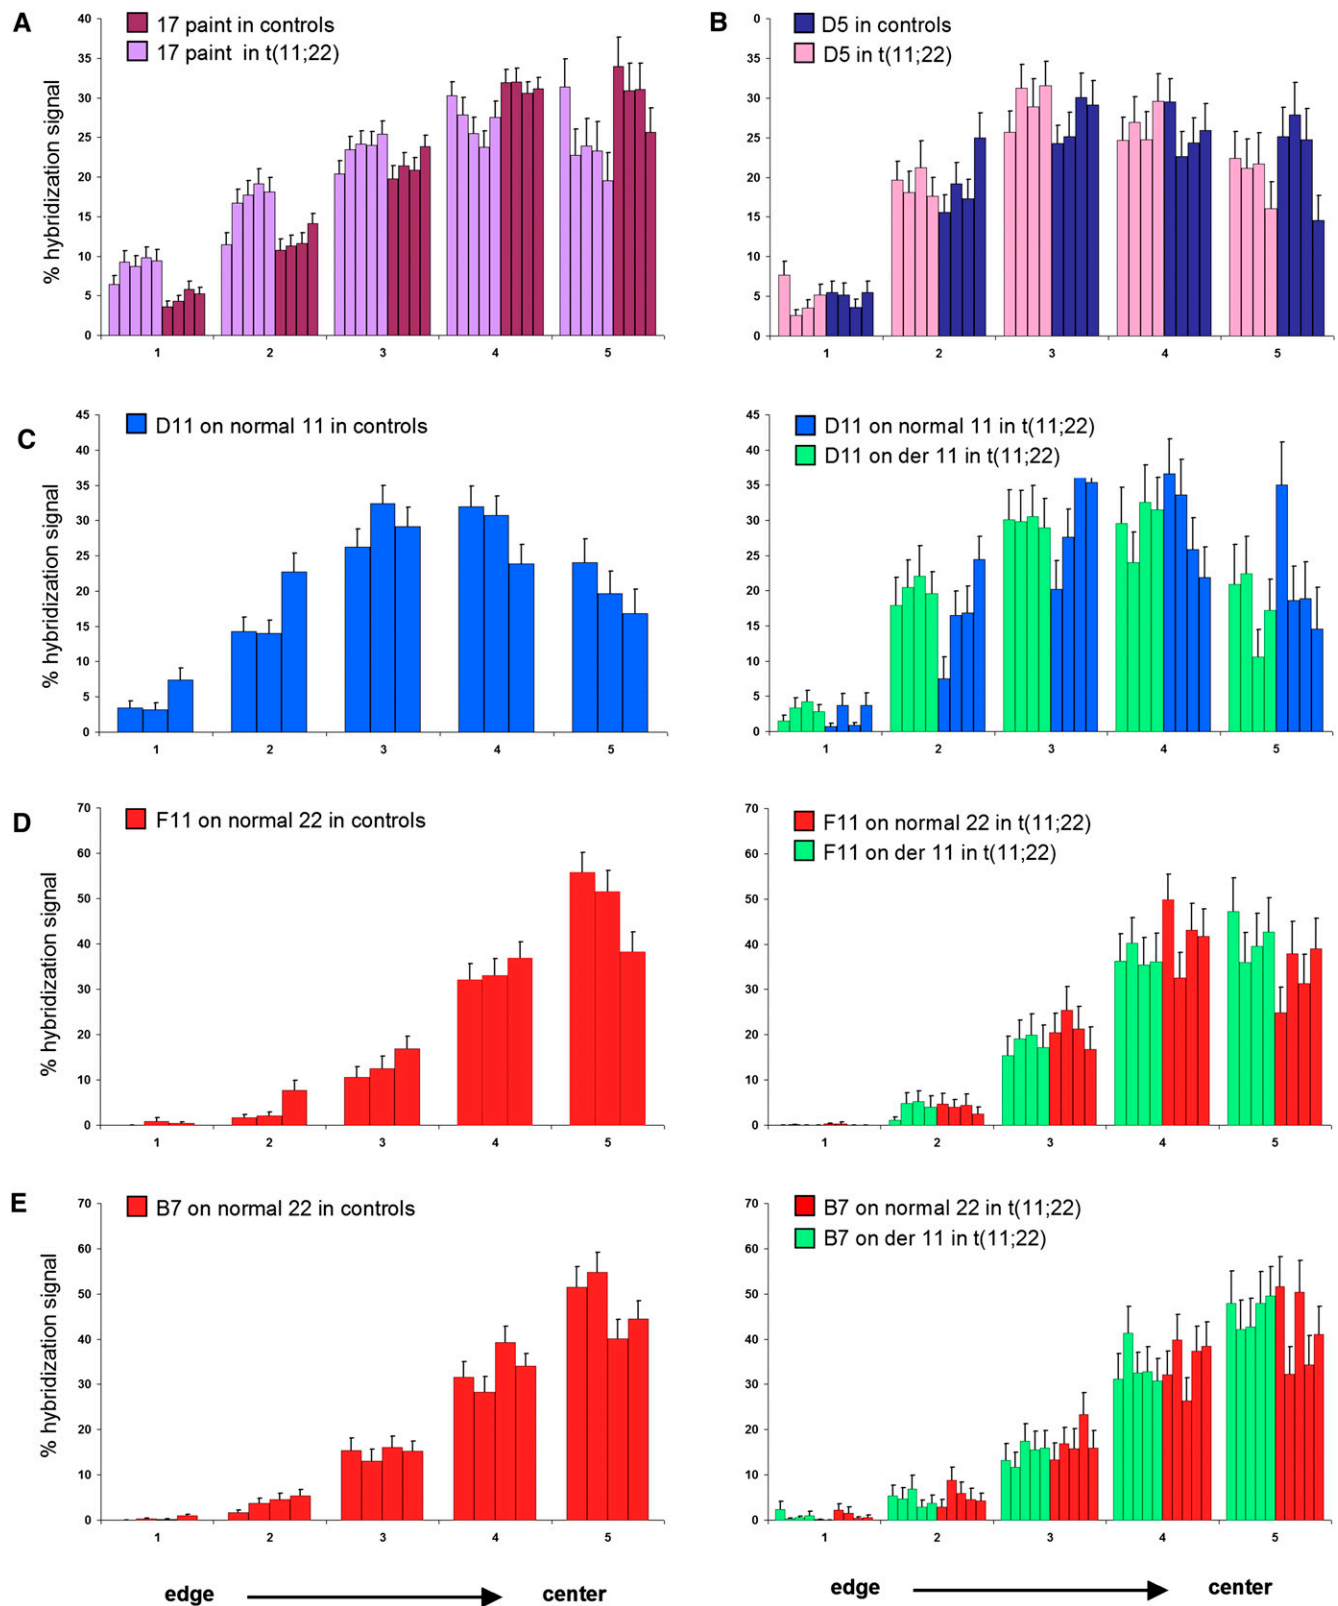 A
17 paint in controls
17 paint in t(11;22)
% hybridization signal
40
35
30
25
20
15
10
5
0
1 2 3 4 5
B
D5 in controls
D5 in t(11;22)
0
35
30
25
20
15
10
5
0
1 2 3 4 5
C
D11 on normal 11 in controls
% hybridization signal
45
40
35
30
25
20
15
10
5
0
1 2 3 4 5
D11 on normal 11 in t(11;22)
D11 on der 11 in t(11;22)
45
40
35
30
25
20
15
10
5
0
1 2 3 4 5
D
F11 on normal 22 in controls
% hybridization signal
70
60
50
40
30
20
10
0
1 2 3 4 5
F11 on normal 22 in t(11;22)
F11 on der 11 in t(11;22)
70
60
50
40
30
20
10
0
1 2 3 4 5
E
B7 on normal 22 in controls
% hybridization signal
70
60
50
40
30
20
10
0
1 2 3 4 5
B7 on normal 22 in t(11;22)
B7 on der 11 in t(11;22)
70
60
50
40
30
20
10
0
1 2 3 4 5
edge center
edge center